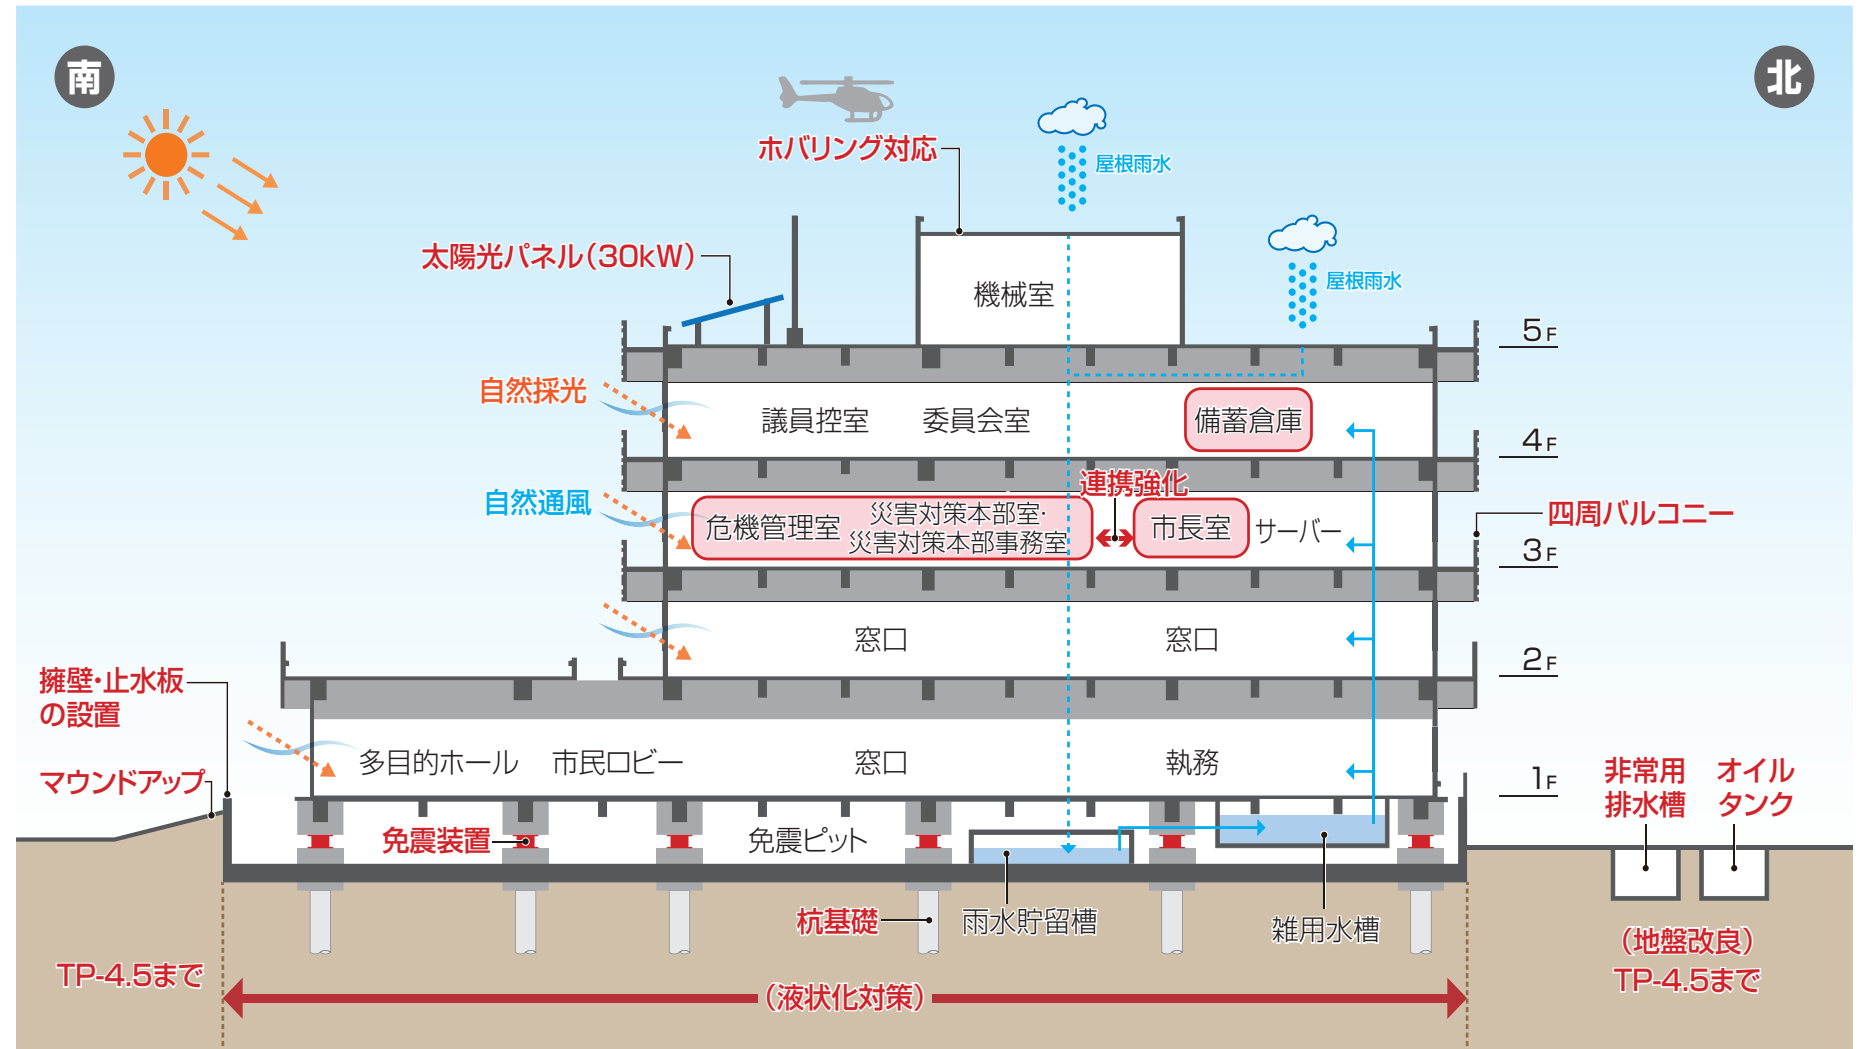 南
北
ホバリング対応
屋根雨水
屋根雨水
太陽光パネル（30kW）
機械室
5F
自然採光
議員控室
委員会室
備蓄倉庫
4F
自然通風
連携強化
危機管理室
災害対策本部室・
災害対策本部事務室
市長室
サーバー
四周バルコニー
3F
窓口
窓口
2F
擁壁・止水板
の設置
マウンドアップ
多目的ホール
市民ロビー
窓口
執務
1F
非常用
排水槽
オイル
タンク
免震装置
免震ピット
杭基礎
雨水貯留槽
雑用水槽
（地盤改良）
TP-4.5まで
TP-4.5まで
（液状化対策）